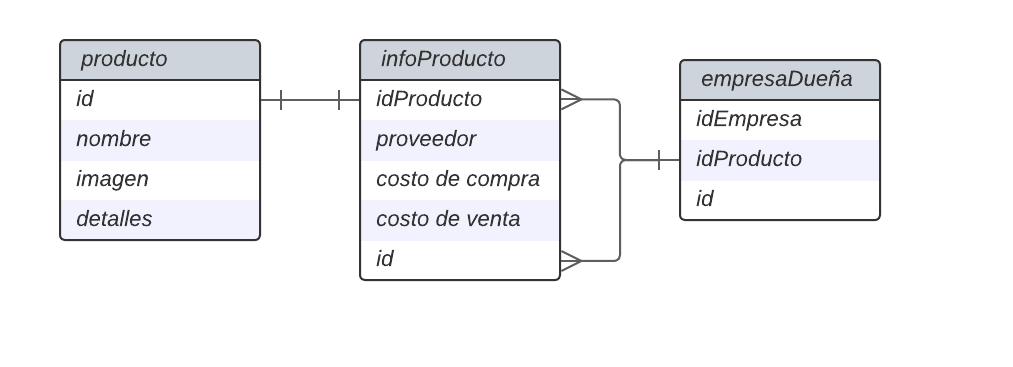 producto
id
nombre
imagen
detalles
infoProducto
idProducto
proveedor
costo de compra
costo de venta
id
empresaDueña
idEmpresa
idProducto
id